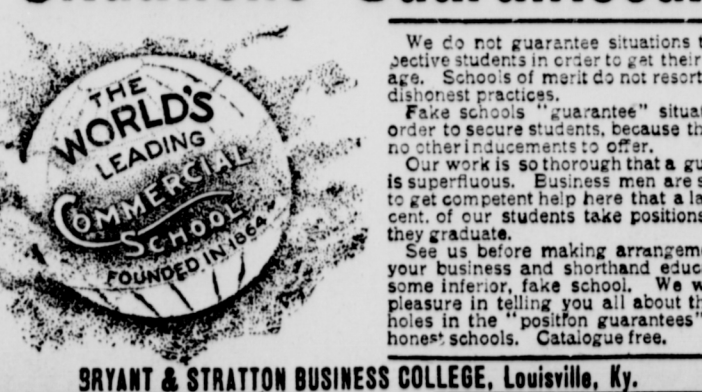 THE
WORLD'S
LEADING
COMMERCIAL
SCHOOL
FOUNDED IN 1864
We do not guarantee situations t
pective students in order to get their
age. Schools of merit do not resort
dishonest practices.
Fake schools "guarantee" situa
order to secure students, because th
no other inducements to offer.
Our work is so thorough that a gu
is superfluous. Business men are s
to get competent help here that a la
cent. of our students take positions
they graduate.
See us before making arrangeme
your business and shorthand educ
some inferior, fake school. We w
pleasure in telling you all about th
holes in the "positfon guarantees"
honest schools. Catalogue free.
BRYANT & STRATTON BUSINESS COLLEGE, Louisville, Ky.